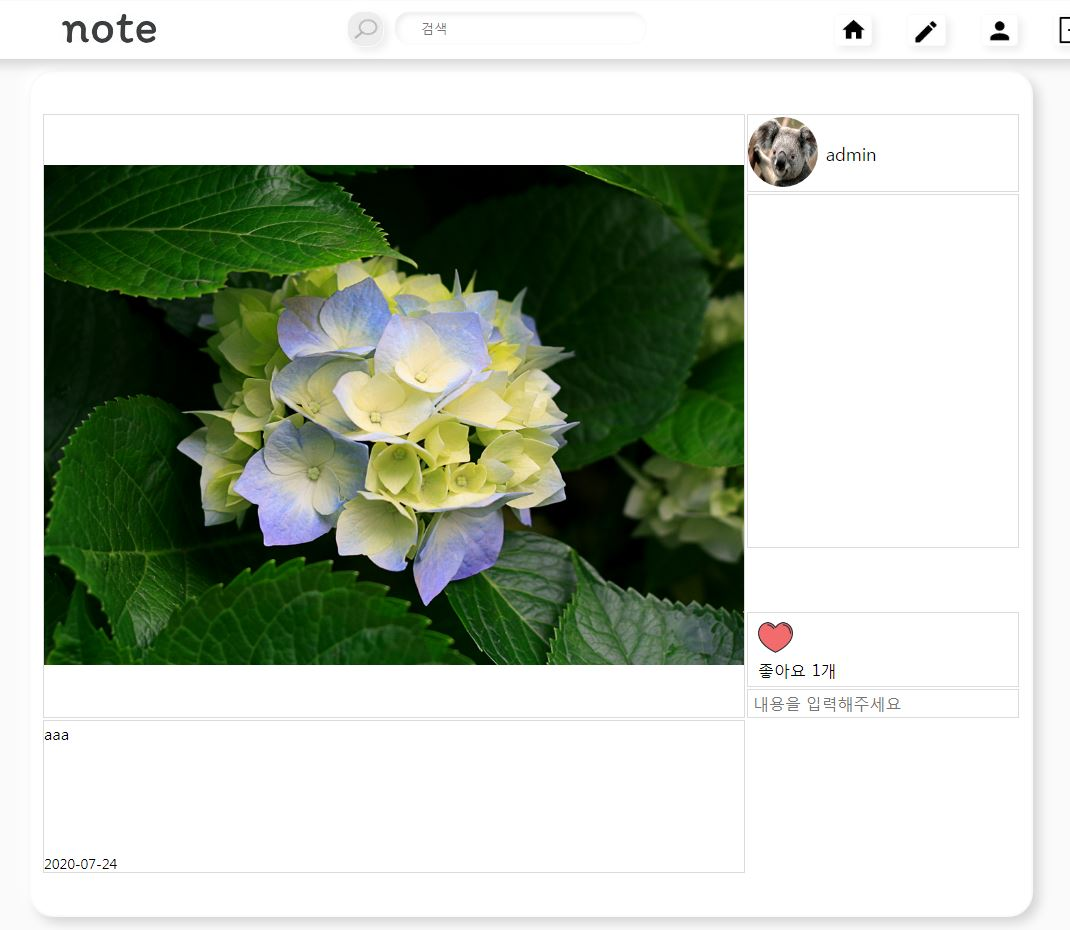 note
검색
admin
좋아요 1개
내용을 입력해주세요
aaa
2020-07-24